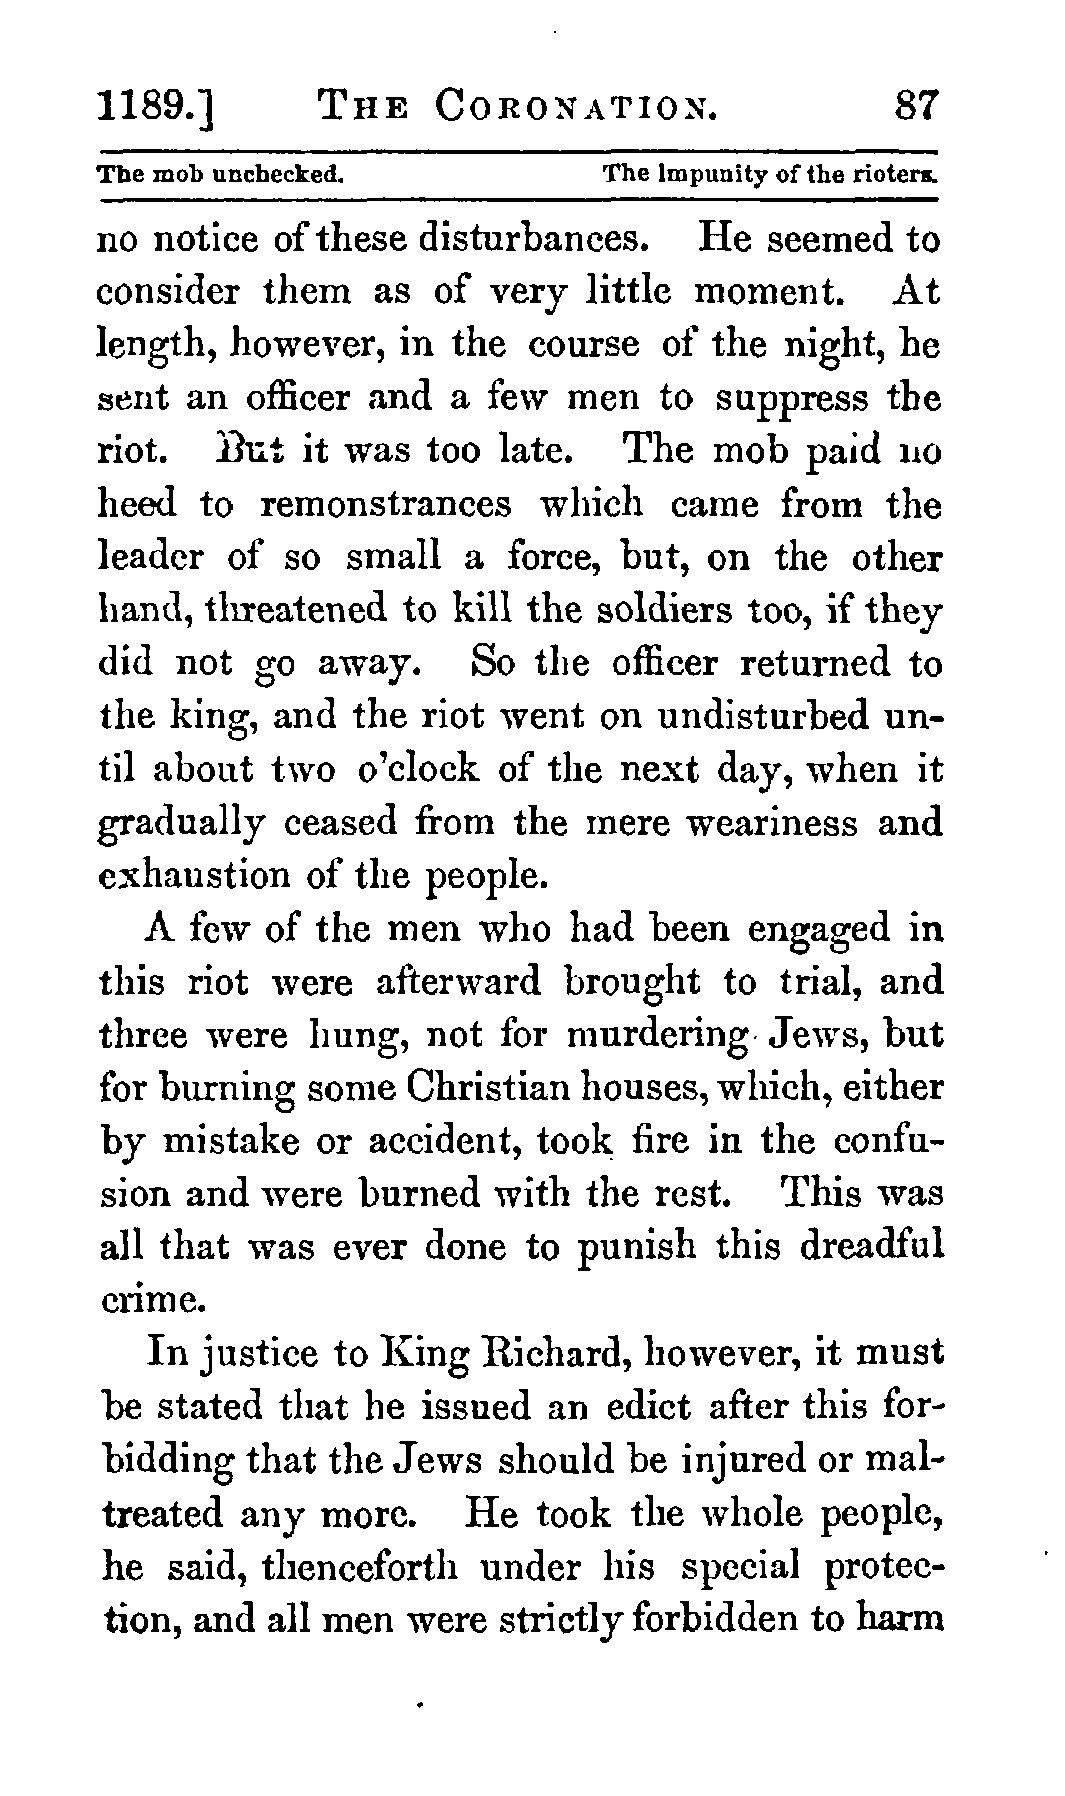 1189.] THE CORONATION. 87
The mob unchecked. The impunity of the rioters.
no notice of these disturbances. He seemed to
consider them as of very little moment. At
length, however, in the course of the night, he
sent an officer and a few men to suppress the
riot. But it was too late. The mob paid no
heed to remonstrances which came from the
leader of so small a force, but, on the other
hand, threatened to kill the soldiers too, if they
did not go away. So the officer returned to
the king, and the riot went on undisturbed un-
til about two o'clock of the next day, when it
gradually ceased from the mere weariness and
exhaustion of the people.
A few of the men who had been engaged in
this riot were afterward brought to trial, and
three were hung, not for murdering Jews, but
for burning some Christian houses, which, either
by mistake or accident, took fire in the confu-
sion and were burned with the rest. This was
all that was ever done to punish this dreadful
crime.
In justice to King Richard, however, it must
be stated that he issued an edict after this for-
bidding that the Jews should be injured or mal-
treated any more. He took the whole people,
he said, thenceforth under his special protec-
tion, and all men were strictly forbidden to harm